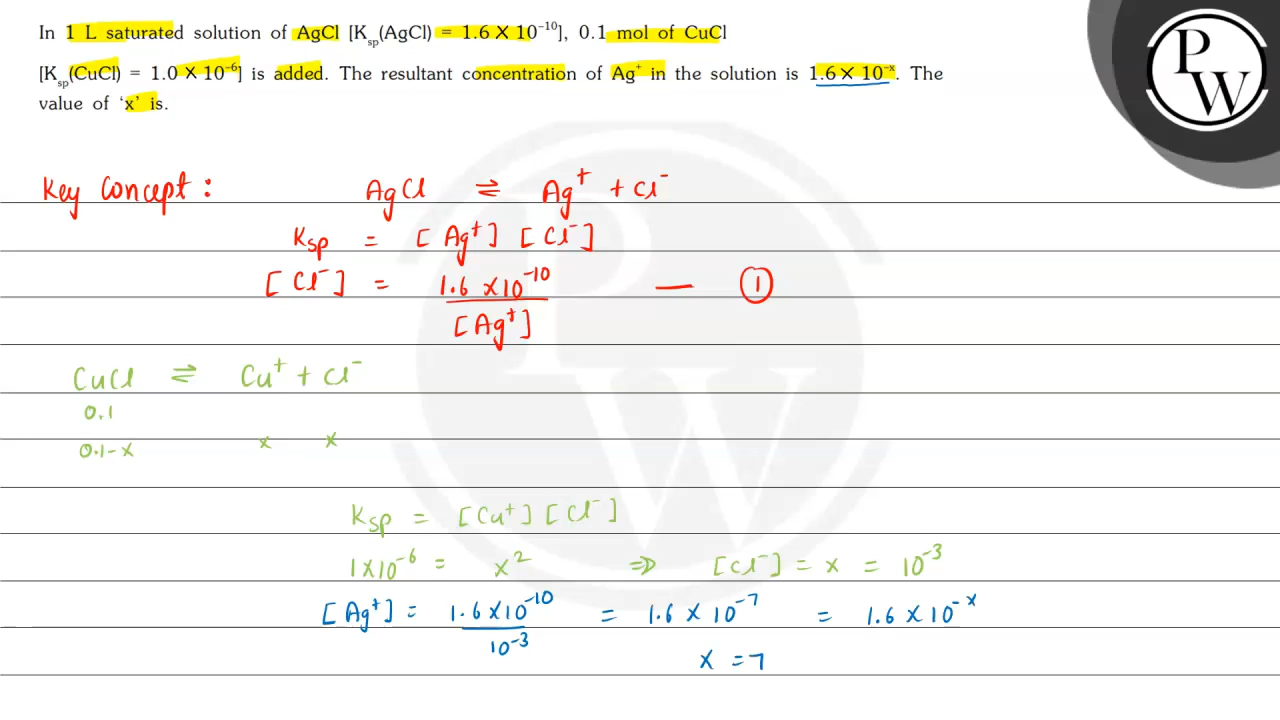 In 1 L saturated solution of AgCl [Ksp(AgCl) = 1.6 × 10⁻¹⁰], 0.1 mol of CuCl
[Ksp(CuCl) = 1.0 × 10⁻⁶] is added. The resultant concentration of Ag⁺ in the solution is 1.6 × 10⁻ˣ. The
value of ‘x’ is.
P
W
Key Concept : AgCl ⇌ Ag⁺ + Cl⁻
Ksp = [Ag⁺] [Cl⁻]
[Cl⁻] = 1.6 × 10⁻¹⁰ — ①
[Ag⁺]
CuCl ⇌ Cu⁺ + Cl⁻
0.1
0.1-x x x
Ksp = [Cu⁺] [Cl⁻]
1×10⁻⁶ = x² ⇒ [Cl⁻] = x = 10⁻³
[Ag⁺] = 1.6 × 10⁻¹⁰ = 1.6 × 10⁻⁷ = 1.6 × 10⁻ˣ
10⁻³
x = 7